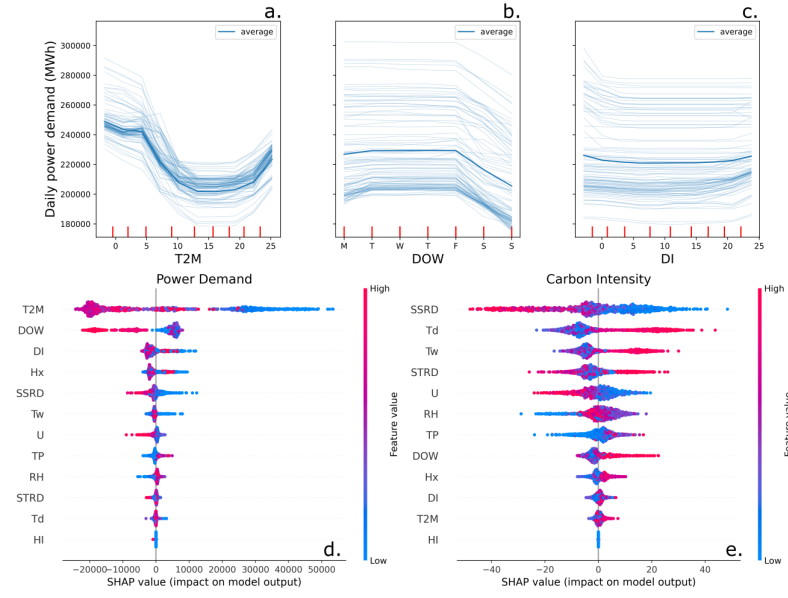 a.
b.
c.
average
average
average
Daily power demand (MWh)
300000
280000
260000
240000
220000
200000
180000
0 5 10 15 20 25
T2M
M T W T F S S
DOW
0 5 10 15 20 25
DI
Power Demand
T2M
DOW
DI
Hx
SSRD
Tw
U
TP
RH
STRD
Td
HI
−20000 −10000 0 10000 20000 30000 40000 50000
SHAP value (impact on model output)
d.
High
Feature value
Low
Carbon Intensity
SSRD
Td
Tw
STRD
U
RH
TP
DOW
Hx
DI
T2M
HI
−40 −20 0 20 40
SHAP value (impact on model output)
e.
High
Feature value
Low